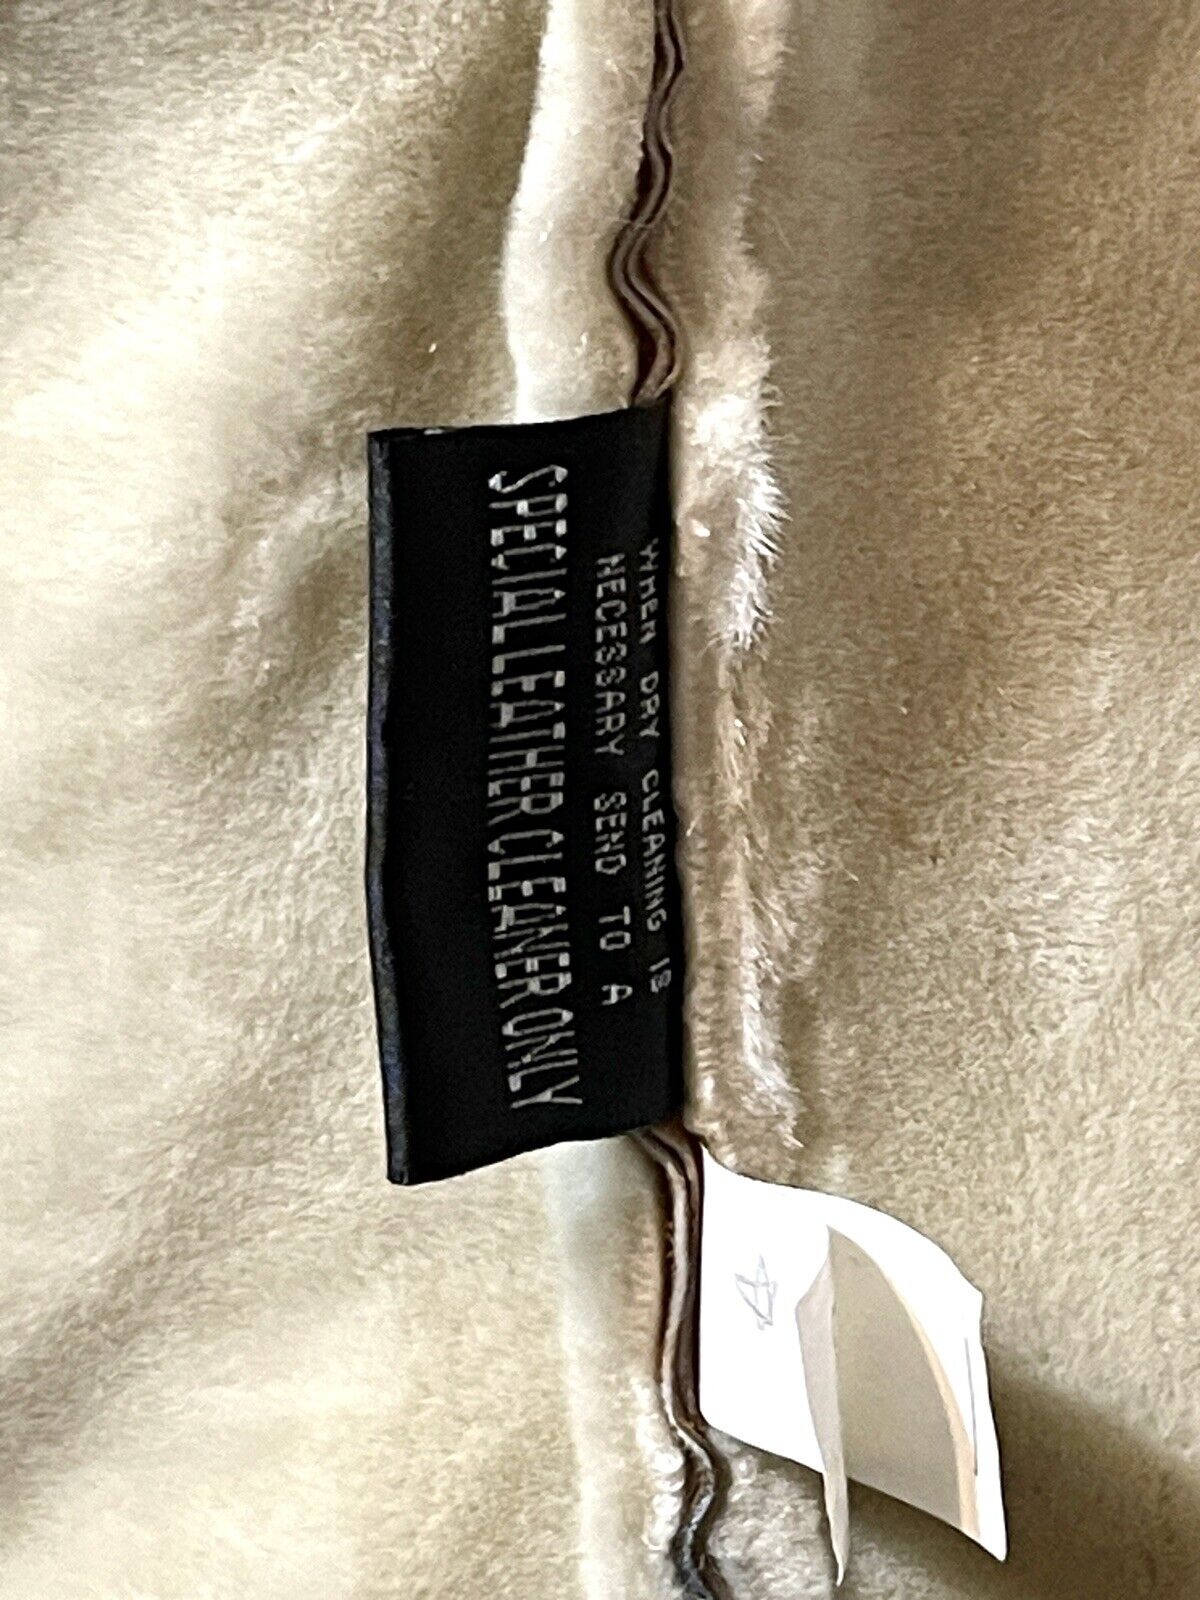 WHEN DRY CLEANING IS
NECESSARY SEND TO A
SPECIAL LEATHER CLEANER ONLY